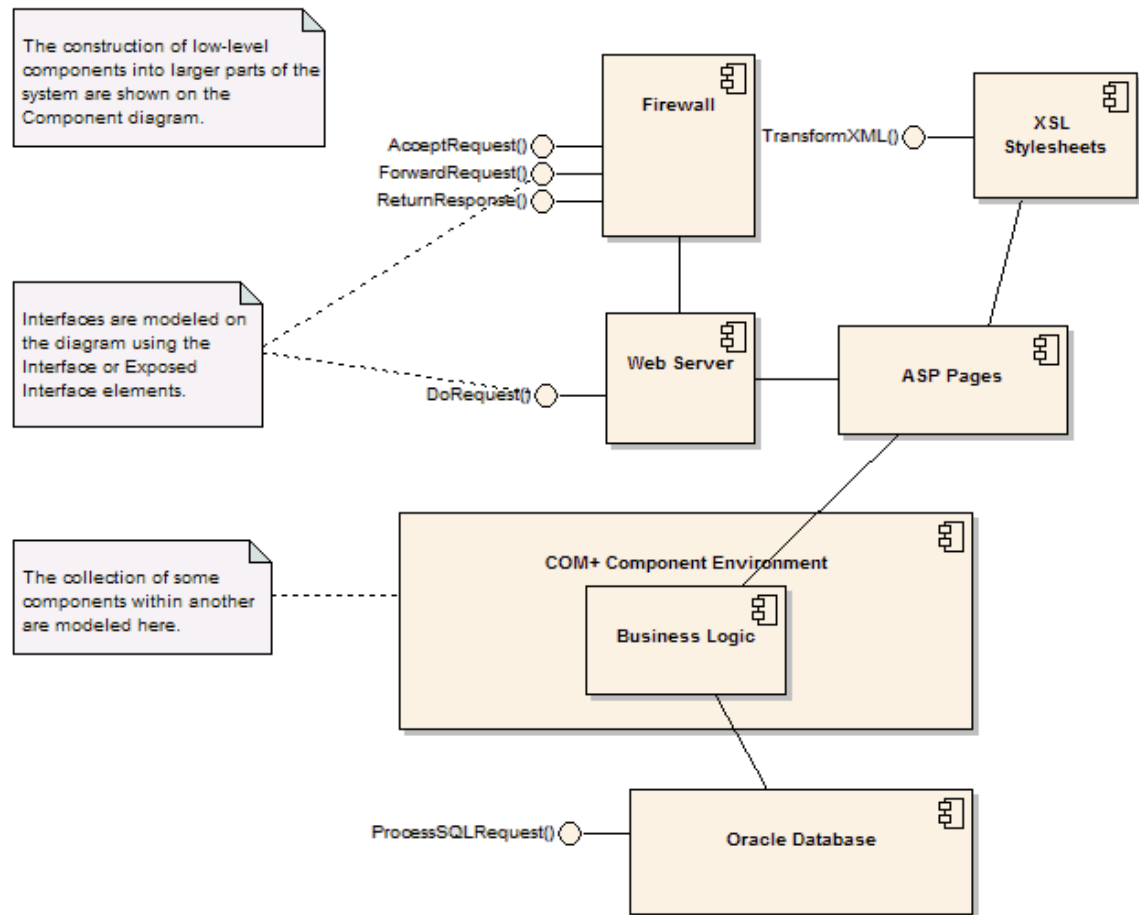 The construction of low-level
components into larger parts of the
system are shown on the
Component diagram.
Firewall
XSL
Stylesheets
TransformXML()
AcceptRequest()
ForwardRequest()
ReturnResponse()
Interfaces are modeled on
the diagram using the
Interface or Exposed
Interface elements.
Web Server
ASP Pages
DoRequest()
COM+ Component Environment
The collection of some
components within another
are modeled here.
Business Logic
ProcessSQLRequest()
Oracle Database